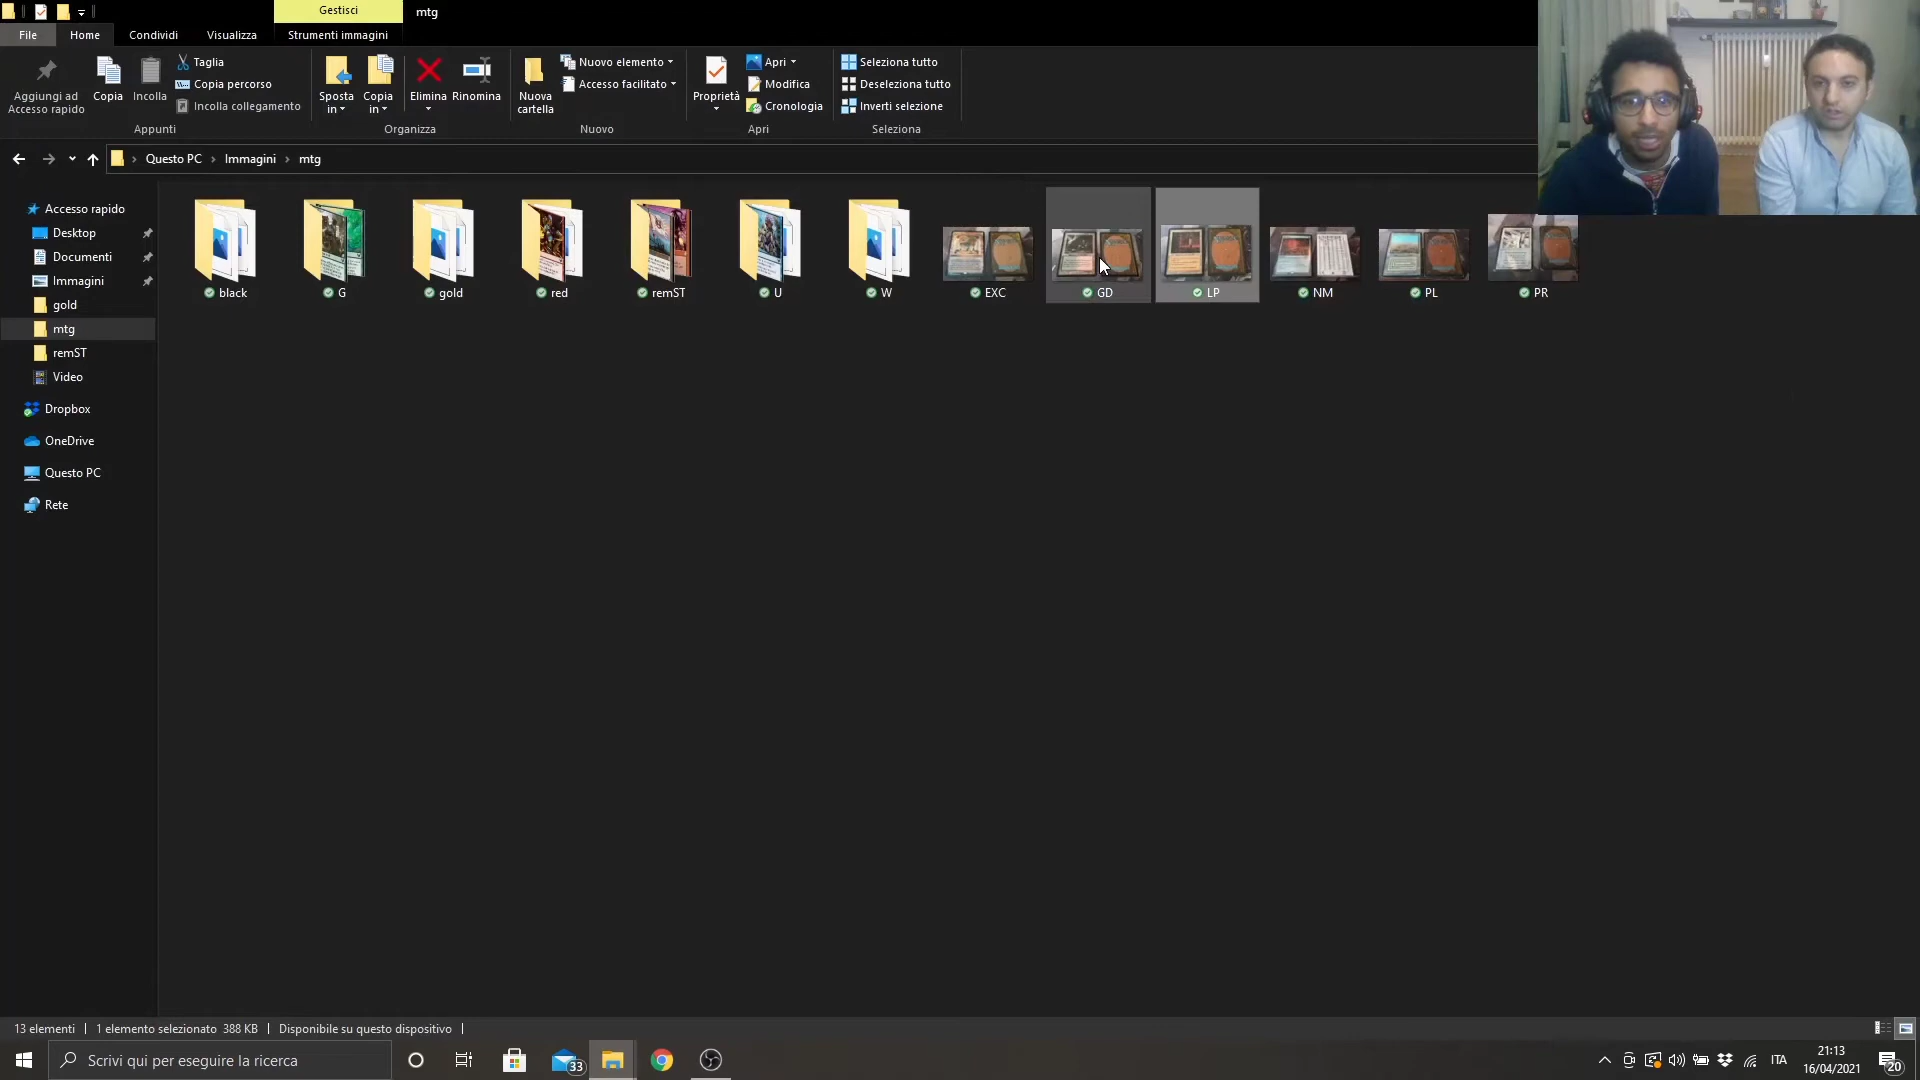 Gestisci
mtg
File
Home
Condividi
Visualizza
Strumenti immagini
Aggiungi ad
Accesso rapido
Copia
Incolla
Taglia
Copia percorso
Incolla collegamento
Appunti
Sposta
in
Copia
in
Elimina
Rinomina
Organizza
Nuova
cartella
Nuovo elemento
Accesso facilitato
Nuovo
Proprietà
Apri
Modifica
Cronologia
Apri
Seleziona tutto
Deseleziona tutto
Inverti selezione
Seleziona
Questo PC
Immagini
mtg
Accesso rapido
Desktop
Documenti
Immagini
gold
mtg
remST
Video
Dropbox
OneDrive
Questo PC
Rete
black
G
gold
red
remST
U
W
EXC
GD
LP
NM
PL
PR
13 elementi
1 elemento selezionato 388 KB
Disponibile su questo dispositivo
Scrivi qui per eseguire la ricerca
33
ITA
21:13
16/04/2021
20